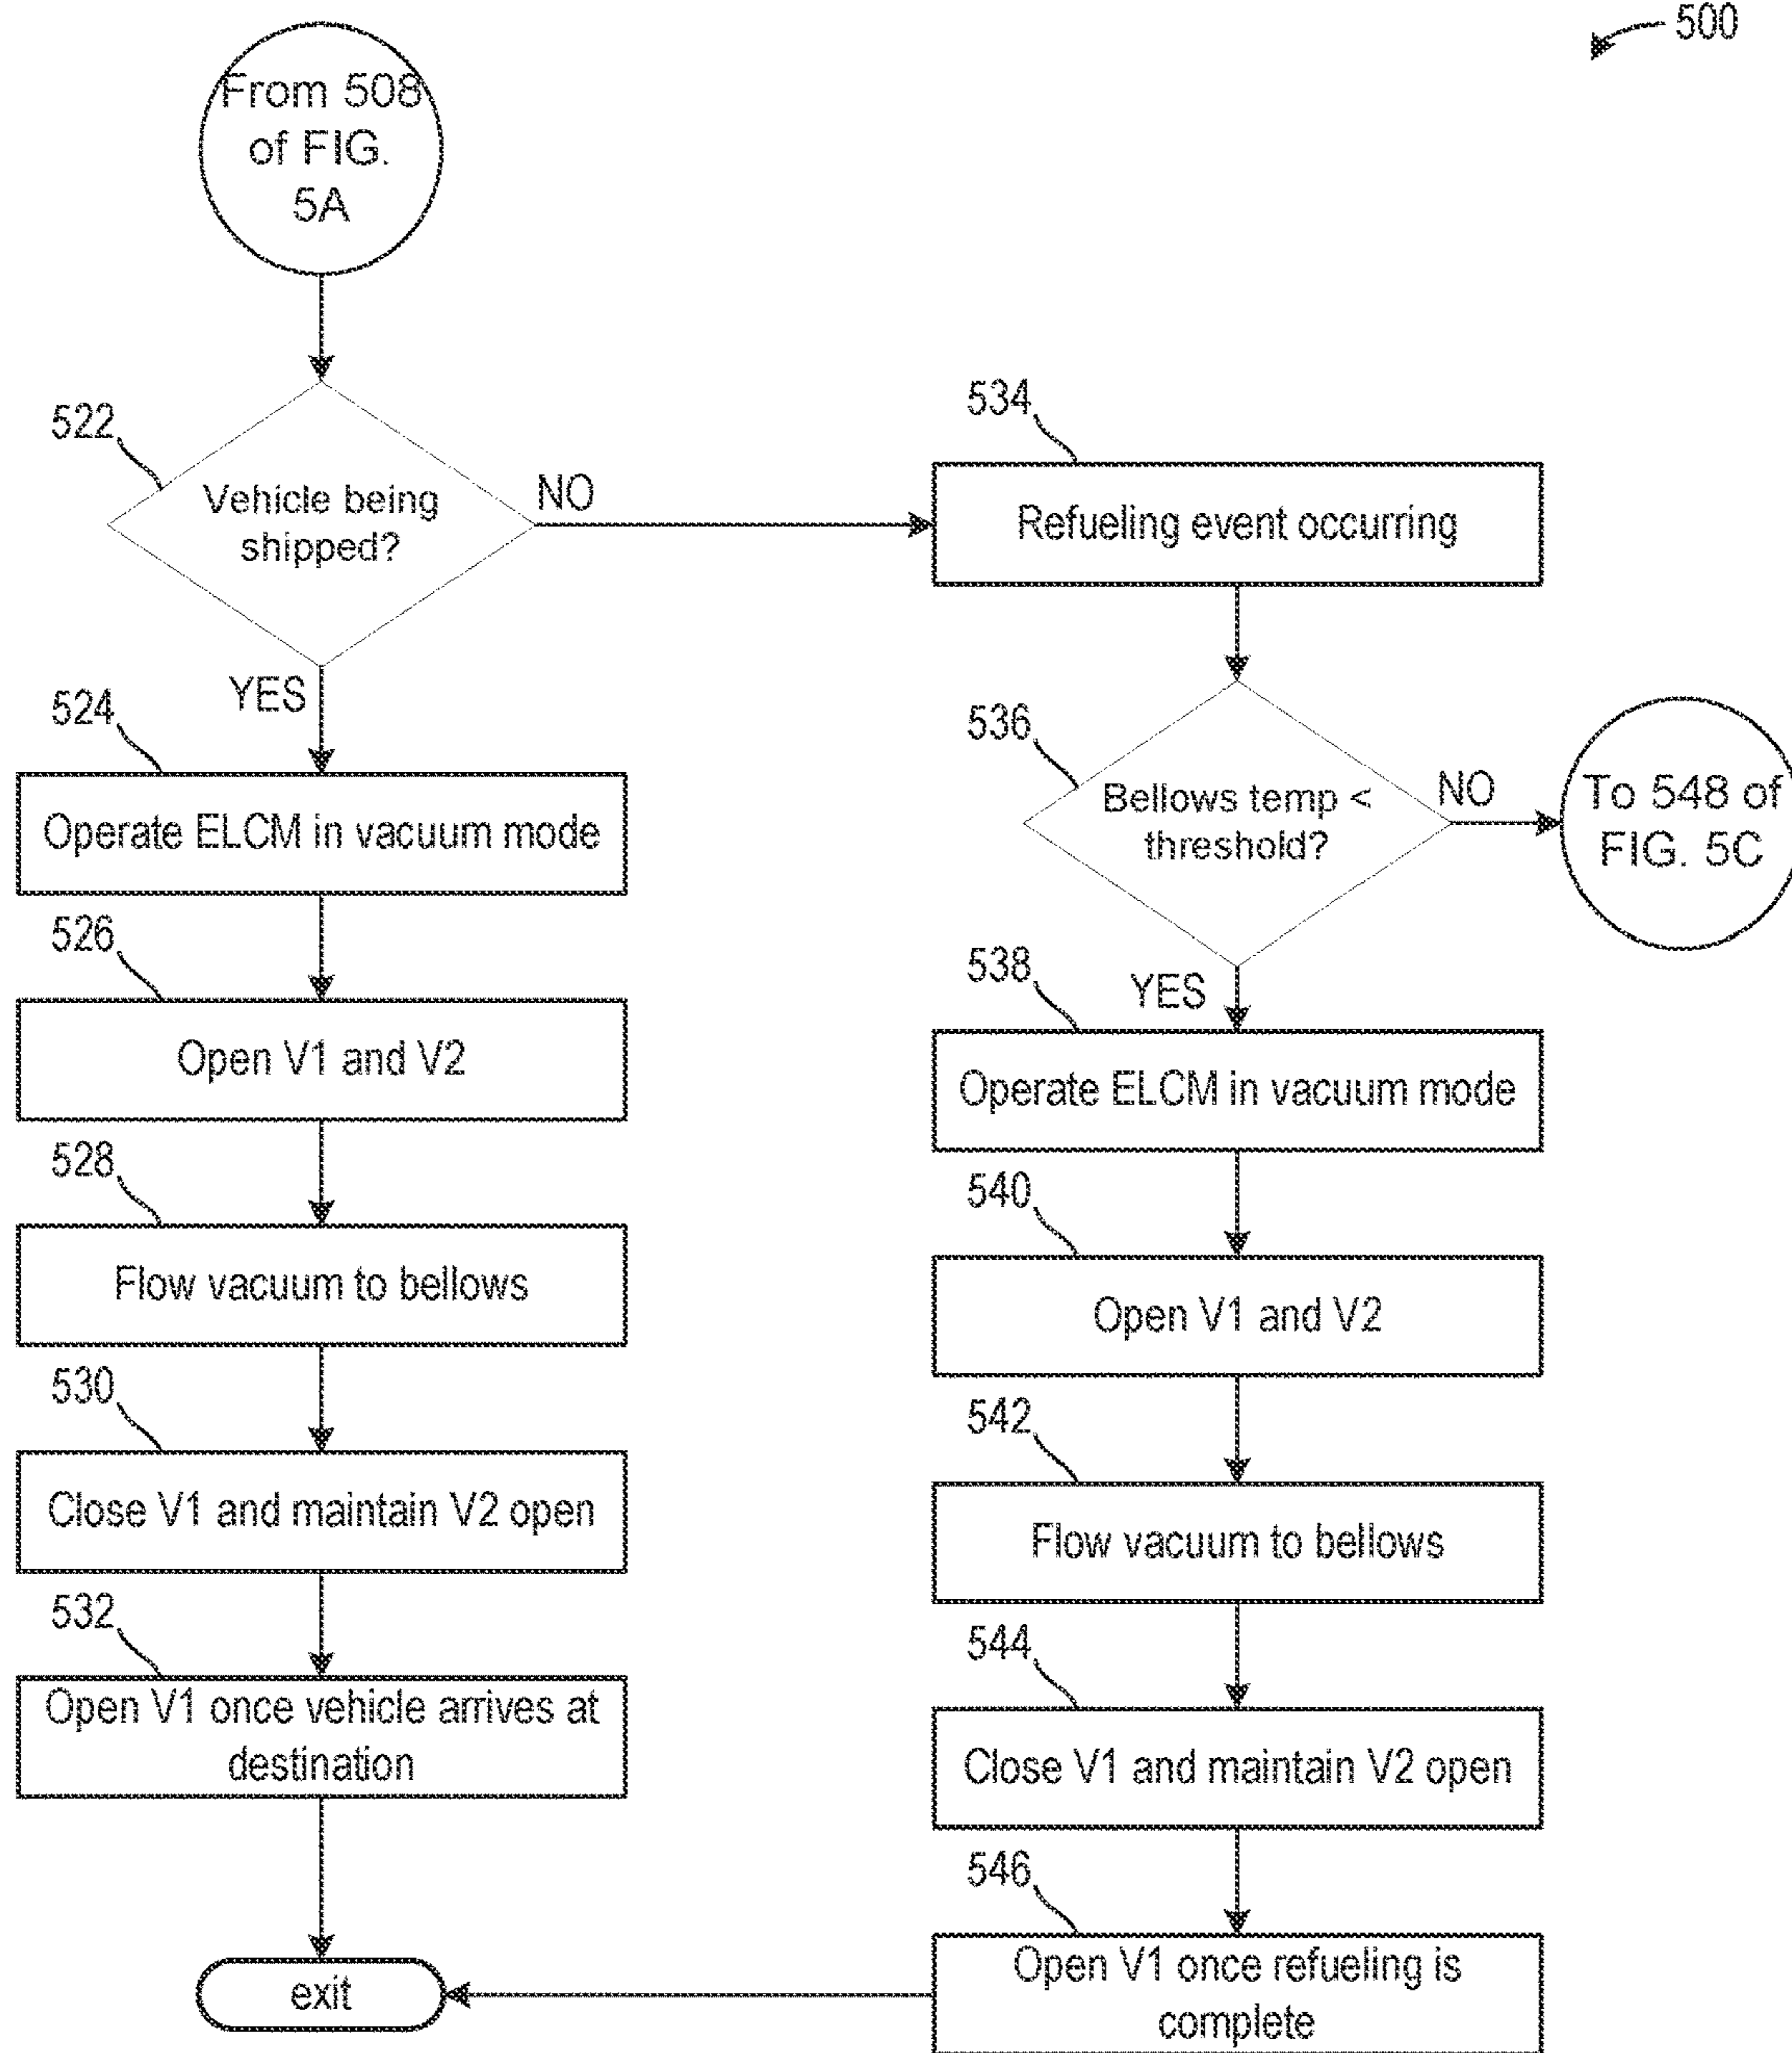 500
From 508
of FIG.
5A
522
Vehicle being
shipped?
NO
YES
524
Operate ELCM in vacuum mode
526
Open V1 and V2
528
Flow vacuum to bellows
530
Close V1 and maintain V2 open
532
Open V1 once vehicle arrives at
destination
exit
534
Refueling event occurring
536
Bellows temp <
threshold?
NO
To 548 of
FIG. 5C
YES
538
Operate ELCM in vacuum mode
540
Open V1 and V2
542
Flow vacuum to bellows
544
Close V1 and maintain V2 open
546
Open V1 once refueling is
complete